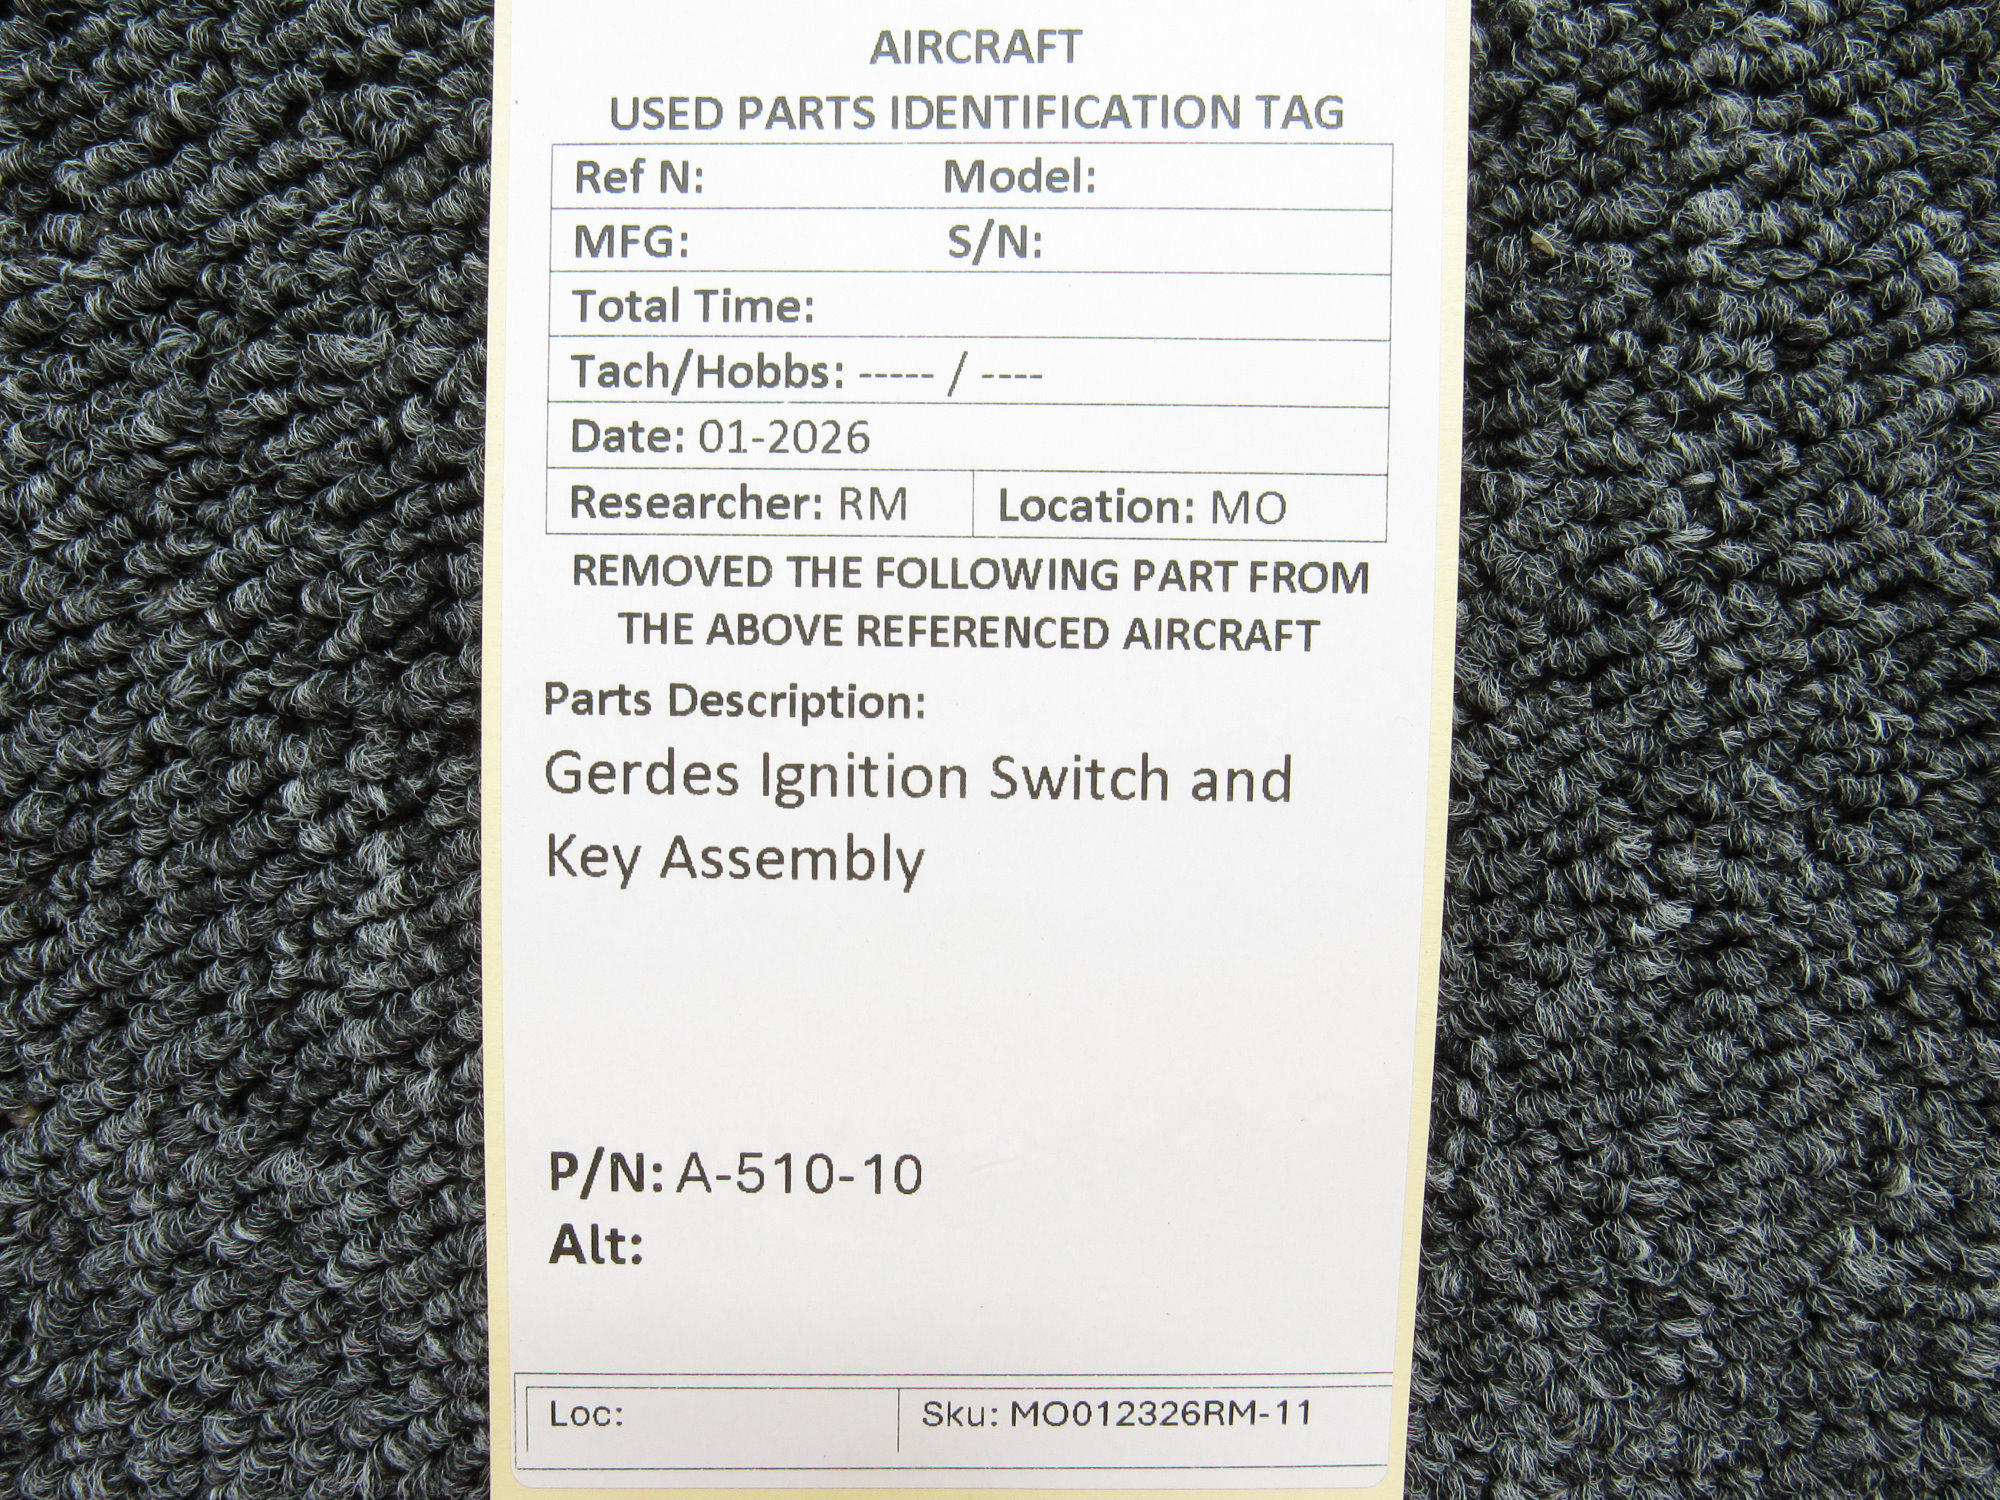 AIRCRAFT
USED PARTS IDENTIFICATION TAG
Ref N: Model:
MFG: S/N:
Total Time:
Tach/Hobbs: ----- / ----
Date: 01-2026
Researcher: RM Location: MO
REMOVED THE FOLLOWING PART FROM
THE ABOVE REFERENCED AIRCRAFT
Parts Description:
Gerdes Ignition Switch and
Key Assembly
P/N: A-510-10
Alt:
Loc: Sku: MO012326RM-11